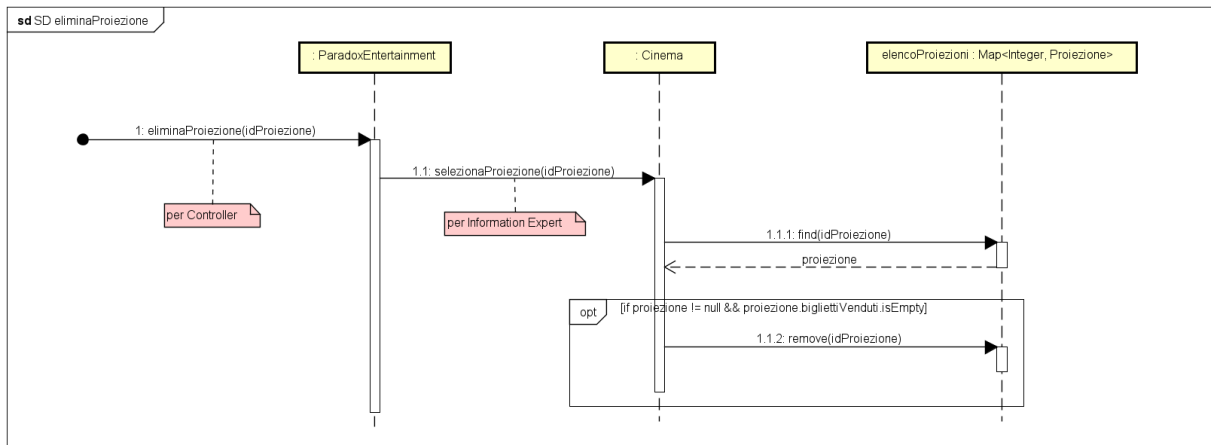 sd SD eliminaProiezione
: ParadoxEntertainment
: Cinema
elencoProiezioni : Map<Integer, Proiezione>
1: eliminaProiezione(idProiezione)
1.1: selezionaProiezione(idProiezione)
per Controller
per Information Expert
1.1.1: find(idProiezione)
proiezione
opt
[if proiezione != null && proiezione.bigliettiVenduti.isEmpty]
1.1.2: remove(idProiezione)